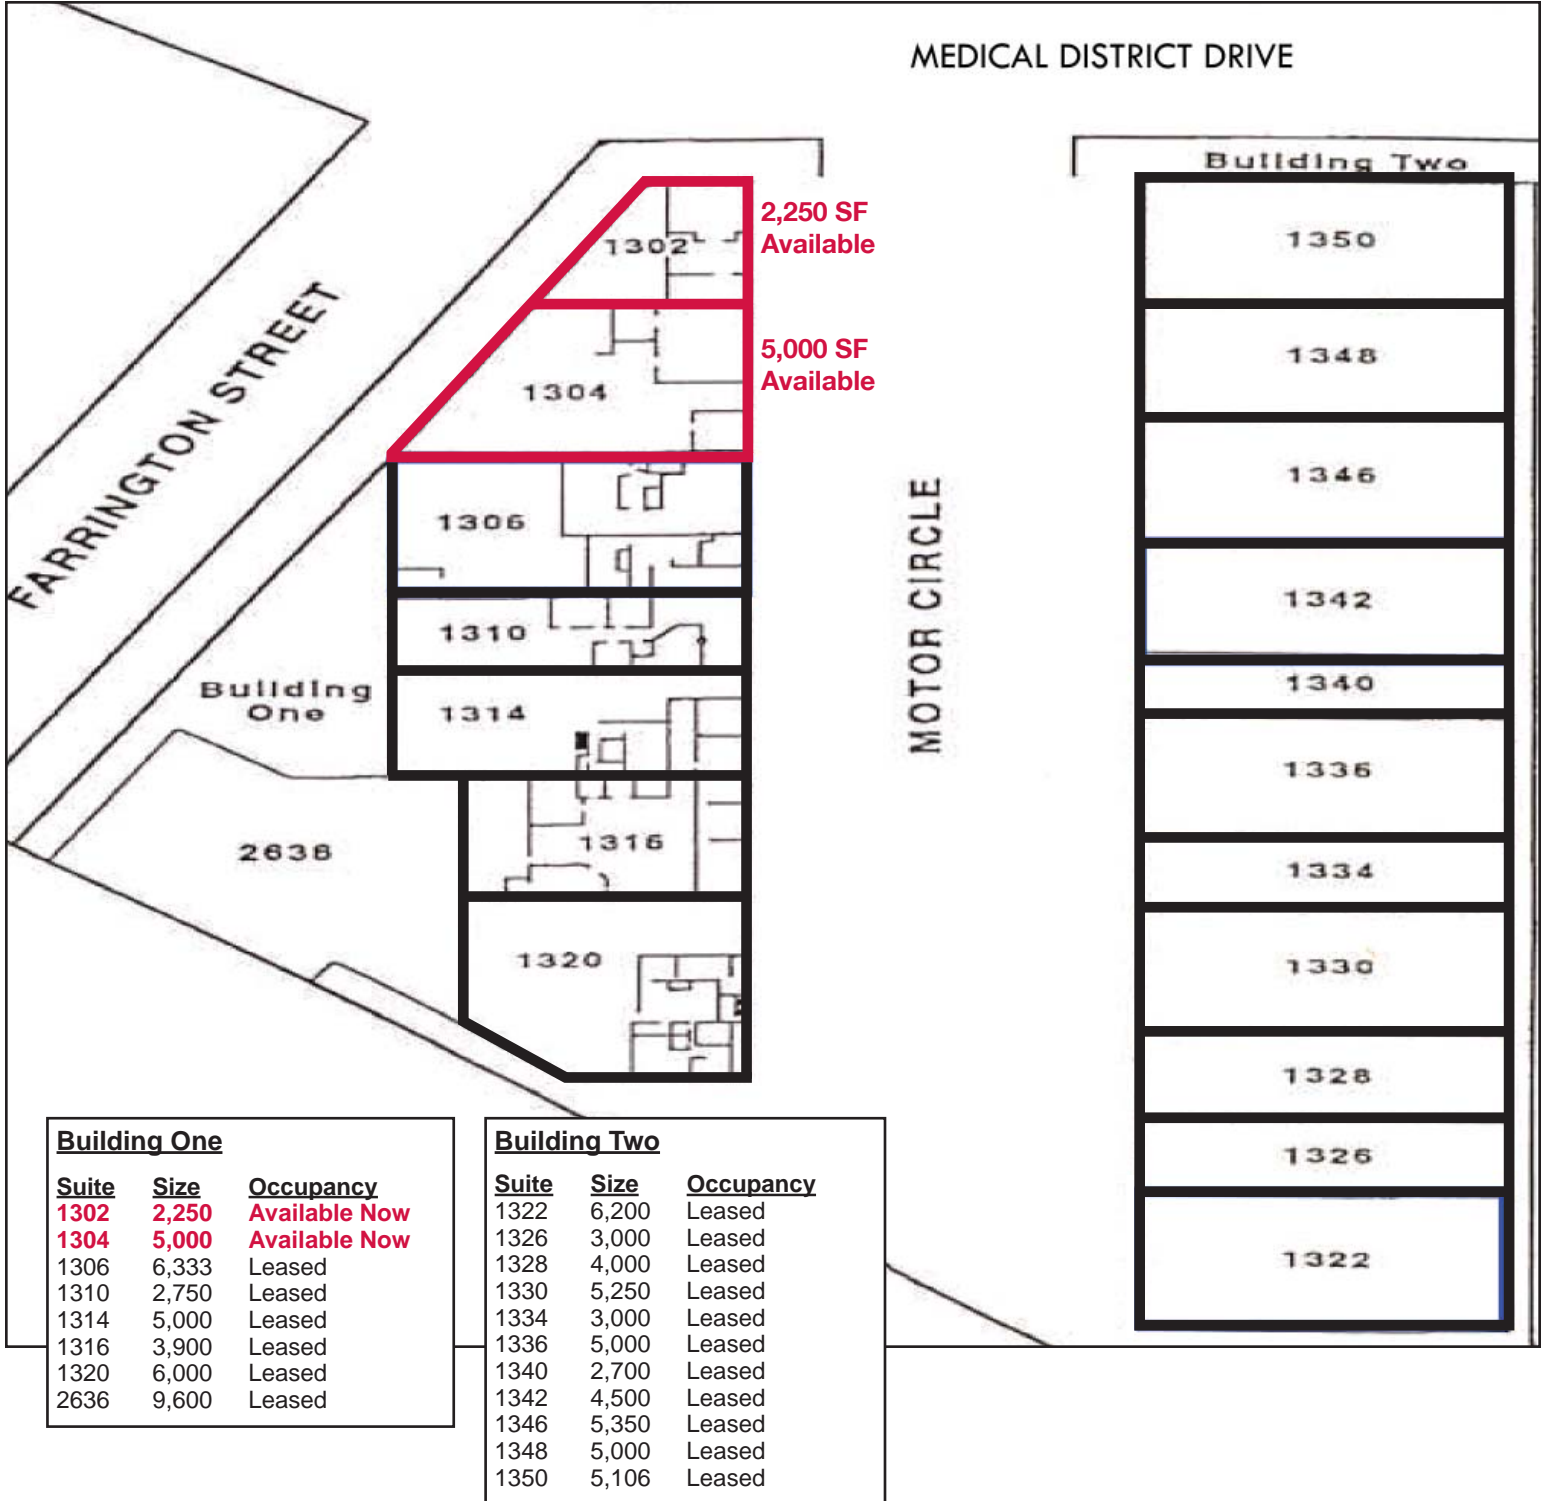 MEDICAL DISTRICT DRIVE
Building Two
2,250 SF
Available
1302
1350
5,000 SF
Available
1304
1348
FARRINGTON STREET
1306
1346
MOTOR CIRCLE
1310
1342
Building
One
1314
1340
1336
2638
1316
1334
1320
1330
1328
1326
1322
Building One
Suite Size Occupancy
1302 2,250 Available Now
1304 5,000 Available Now
1306 6,333 Leased
1310 2,750 Leased
1314 5,000 Leased
1316 3,900 Leased
1320 6,000 Leased
2636 9,600 Leased
Building Two
Suite Size Occupancy
1322 6,200 Leased
1326 3,000 Leased
1328 4,000 Leased
1330 5,250 Leased
1334 3,000 Leased
1336 5,000 Leased
1340 2,700 Leased
1342 4,500 Leased
1346 5,350 Leased
1348 5,000 Leased
1350 5,106 Leased